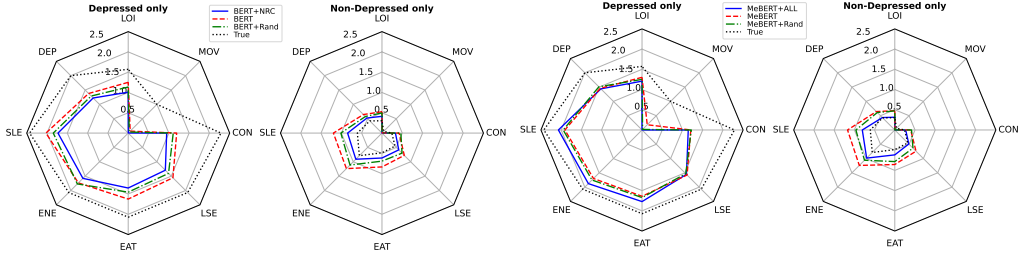 Depressed only
LOI
MOV
CON
LSE
EAT
ENE
SLE
DEP
2.5
2.0
1.5
1.0
0.5
BERT+NRC
BERT
BERT+Rand
True
Non-Depressed only
LOI
MOV
CON
LSE
EAT
ENE
SLE
DEP
2.5
2.0
1.5
1.0
0.5
Depressed only
LOI
MOV
CON
LSE
EAT
ENE
SLE
DEP
2.5
2.0
1.5
1.0
0.5
MeBERT+ALL
MeBERT
MeBERT+Rand
True
Non-Depressed only
LOI
MOV
CON
LSE
EAT
ENE
SLE
DEP
2.5
2.0
1.5
1.0
0.5